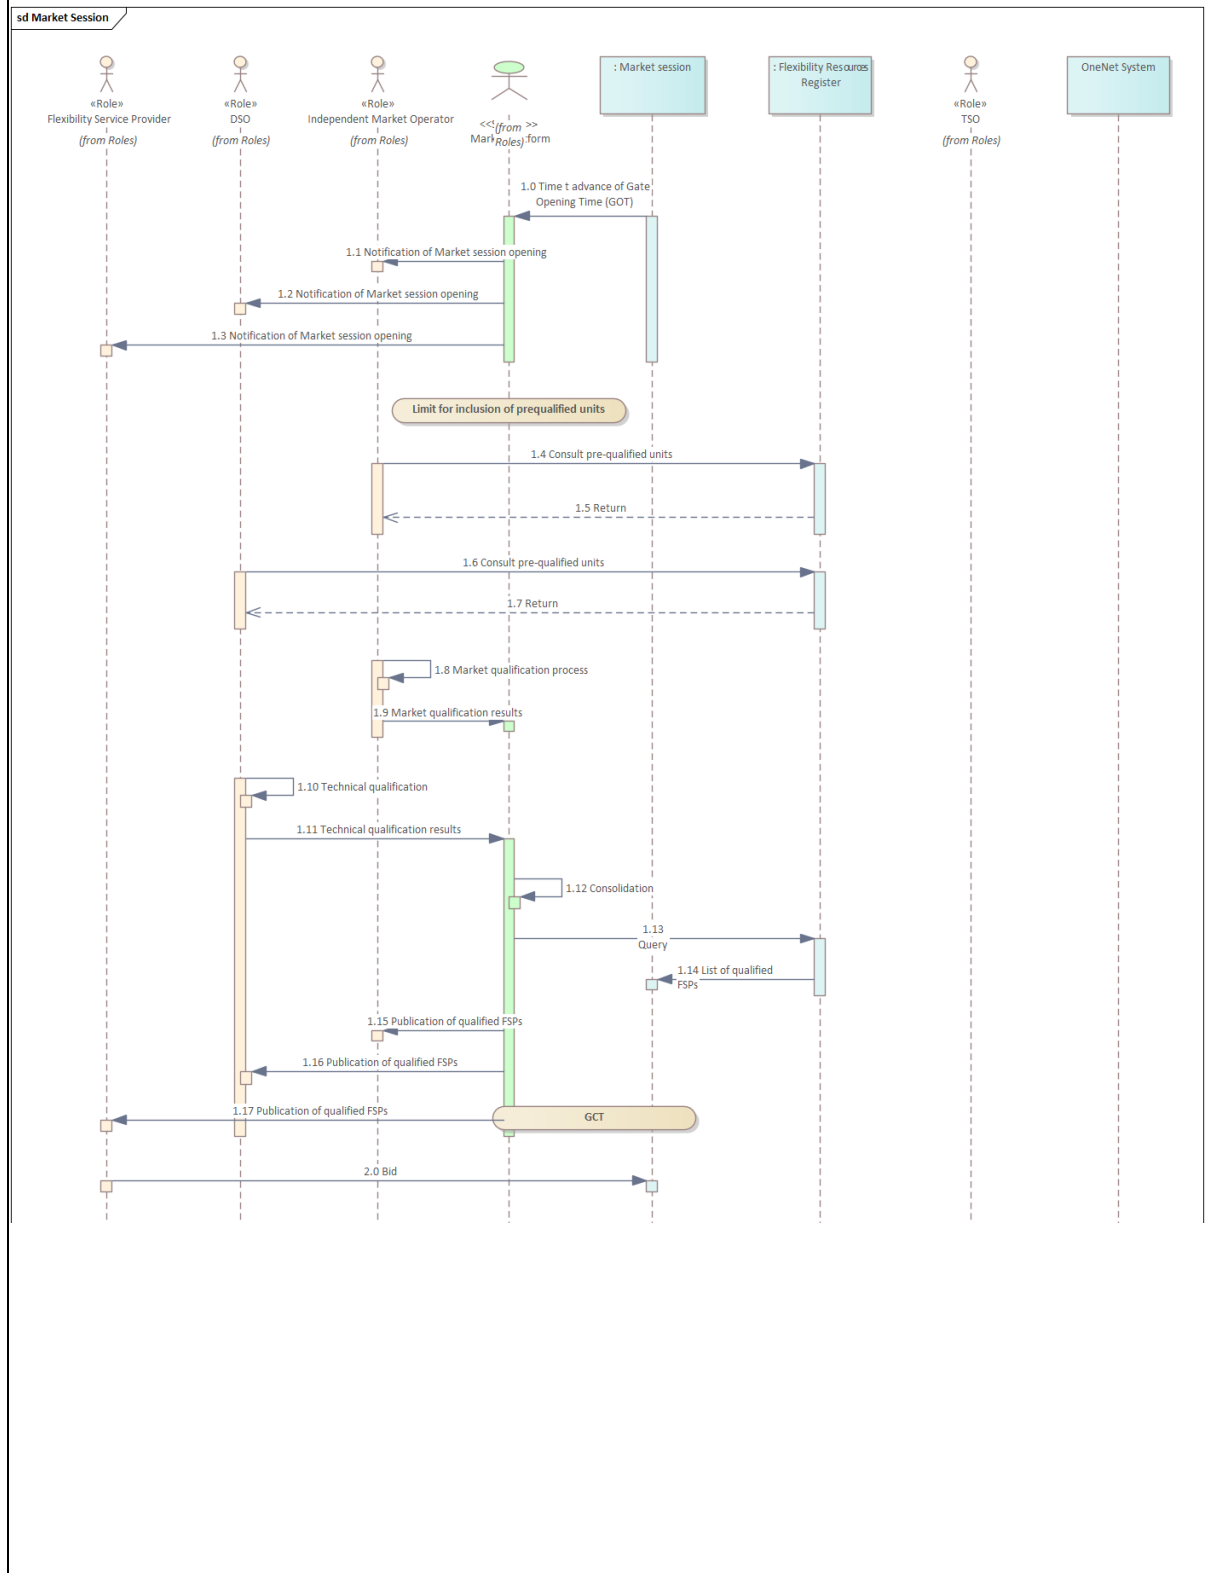 sd Market Session
«Role»
Flexibility Service Provider
(from Roles)
«Role»
DSO
(from Roles)
«Role»
Independent Market Operator
(from Roles)
(from
Roles)
: Market session
: Flexibility Resources
Register
«Role»
TSO
(from Roles)
OneNet System
1.0 Time t advance of Gate
Opening Time (GOT)
1.1 Notification of Market session opening
1.2 Notification of Market session opening
1.3 Notification of Market session opening
Limit for inclusion of prequalified units
1.4 Consult pre-qualified units
1.5 Return
1.6 Consult pre-qualified units
1.7 Return
1.8 Market qualification process
1.9 Market qualification results
1.10 Technical qualification
1.11 Technical qualification results
1.12 Consolidation
1.13
Query
1.14 List of qualified
FSPs
1.15 Publication of qualified FSPs
1.16 Publication of qualified FSPs
1.17 Publication of qualified FSPs
GCT
2.0 Bid